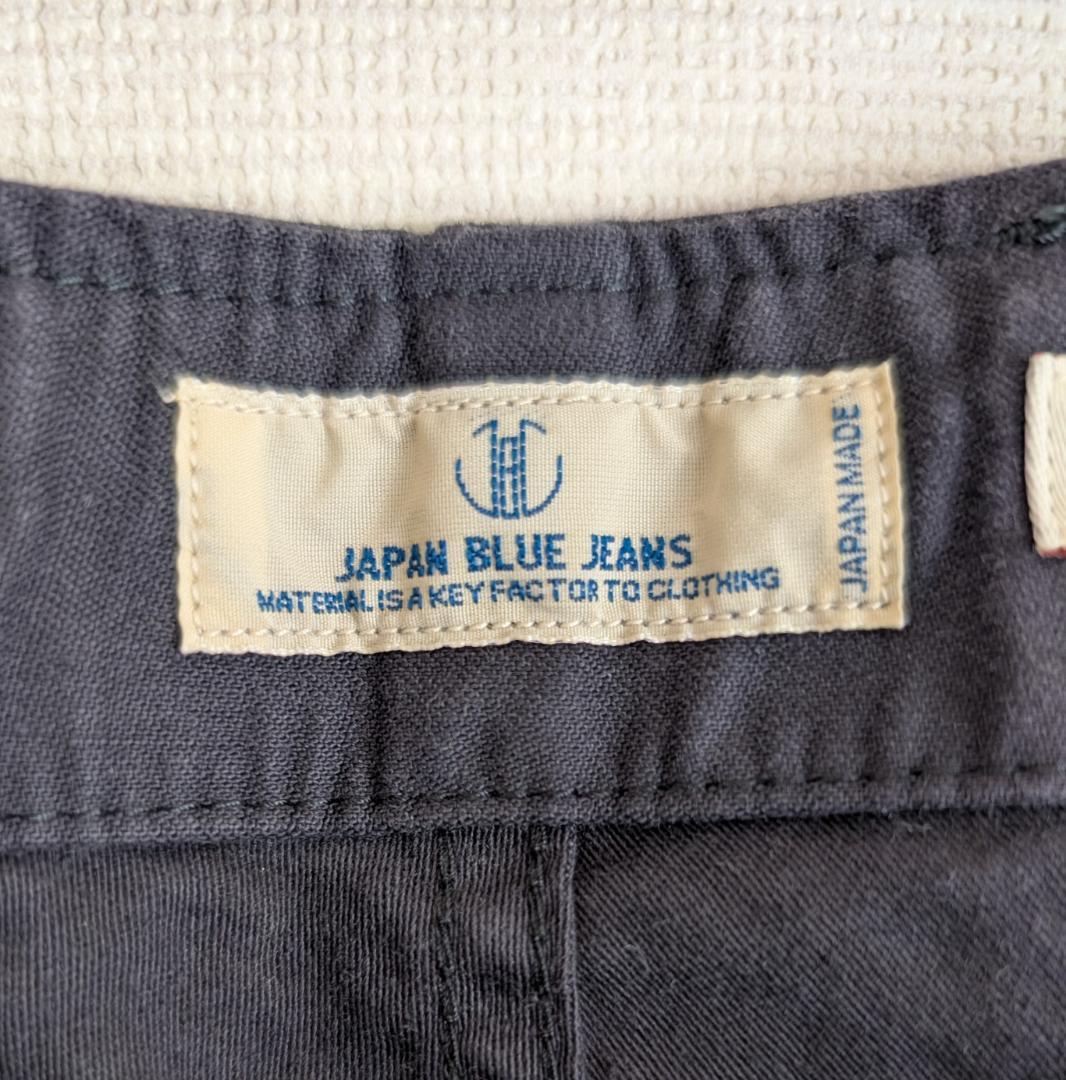 JAPAN BLUE JEANS
MATERIAL IS A KEY FACTOR TO CLOTHING
JAPAN MADE